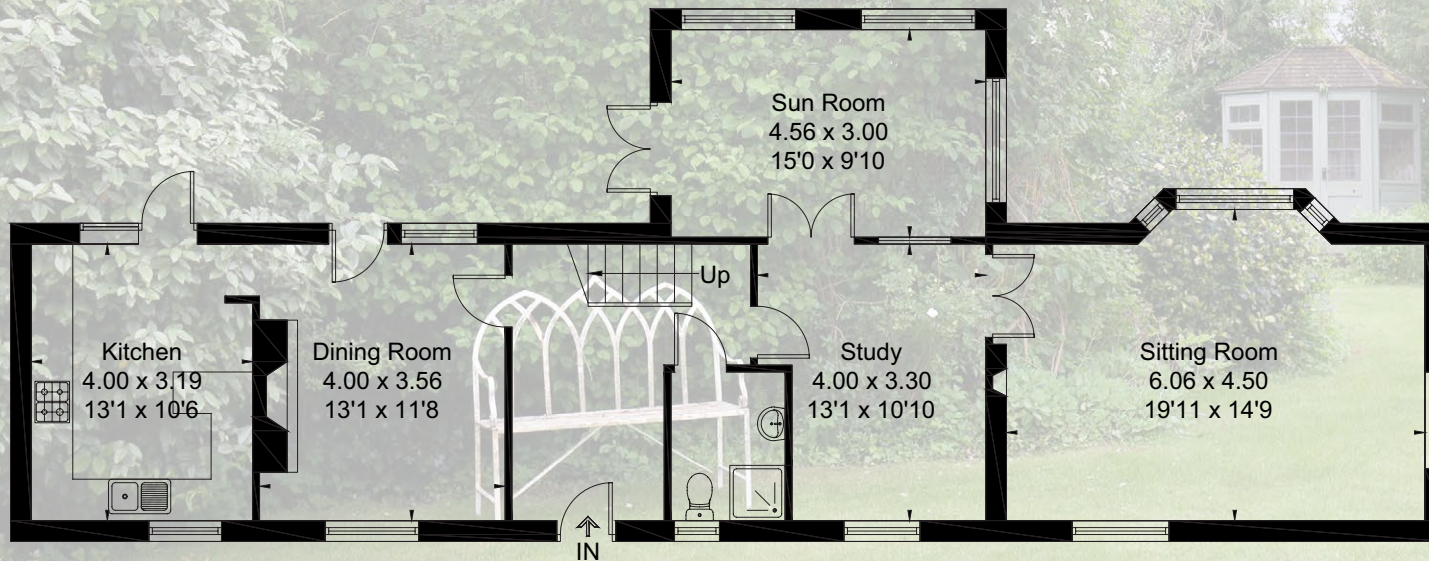 Sun Room
4.56 x 3.00
15'0 x 9'10
Up
Kitchen
4.00 x 3.19
13'1 x 10'6
Dining Room
4.00 x 3.56
13'1 x 11'8
Study
4.00 x 3.30
13'1 x 10'10
Sitting Room
6.06 x 4.50
19'11 x 14'9
IN